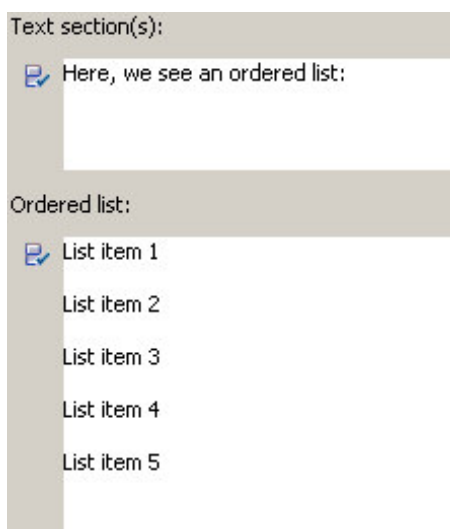 Text section(s):
Here, we see an ordered list:
Ordered list:
List item 1
List item 2
List item 3
List item 4
List item 5